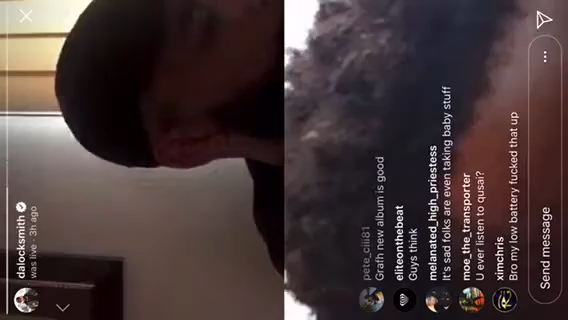 dalocksmith
was live · 3h ago
pete_ciii81
Grafh new album is good
eliteonthebeat
Guys think
melanated_high_priestess
It's sad folks are even taking baby stuff
moe_the_transporter
U ever listen to qusai?
ximchris
Bro my low battery fucked that up
Send message